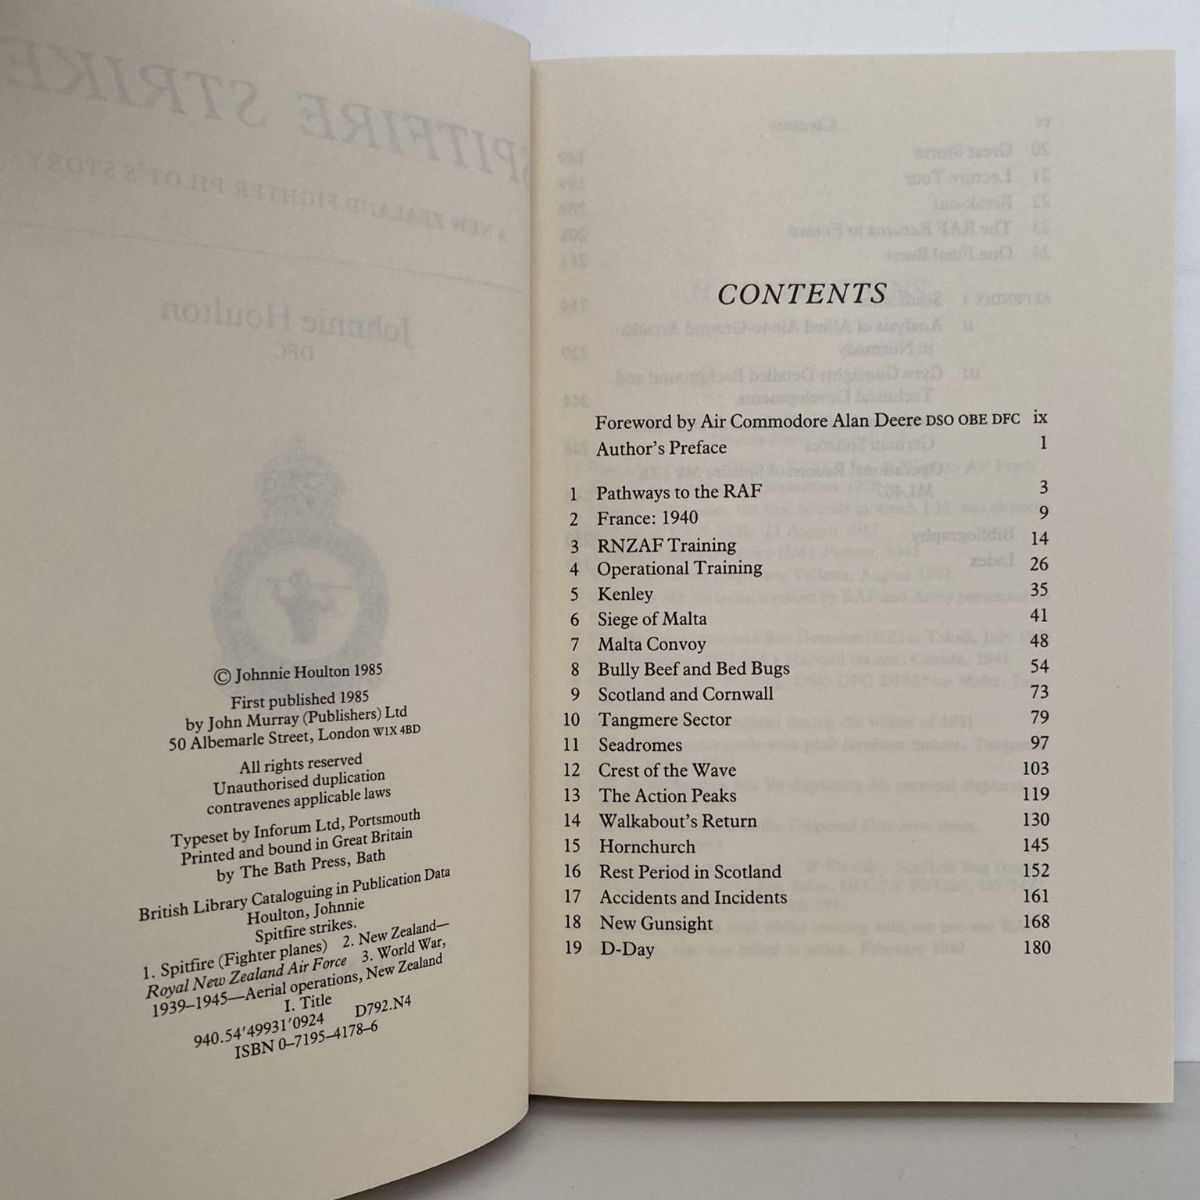 © Johnnie Houlton 1985
First published 1985
by John Murray (Publishers) Ltd
50 Albemarle Street, London W1X 4BD
All rights reserved
Unauthorised duplication
contravenes applicable laws
Typeset by Inforum Ltd, Portsmouth
Printed and bound in Great Britain
by The Bath Press, Bath
British Library Cataloguing in Publication Data
Houlton, Johnnie
Spitfire strikes.
1. Spitfire (Fighter planes) 2. New Zealand—
Royal New Zealand Air Force 3. World War,
1939–1945—Aerial operations, New Zealand
I. Title
940.54'49931'0924 D792.N4
ISBN 0–7195–4178–6
CONTENTS
Foreword by Air Commodore Alan Deere DSO OBE DFC ix
Author's Preface 1
1 Pathways to the RAF 3
2 France: 1940 9
3 RNZAF Training 14
4 Operational Training 26
5 Kenley 35
6 Siege of Malta 41
7 Malta Convoy 48
8 Bully Beef and Bed Bugs 54
9 Scotland and Cornwall 73
10 Tangmere Sector 79
11 Seadromes 97
12 Crest of the Wave 103
13 The Action Peaks 119
14 Walkabout's Return 130
15 Hornchurch 145
16 Rest Period in Scotland 152
17 Accidents and Incidents 161
18 New Gunsight 168
19 D-Day 180